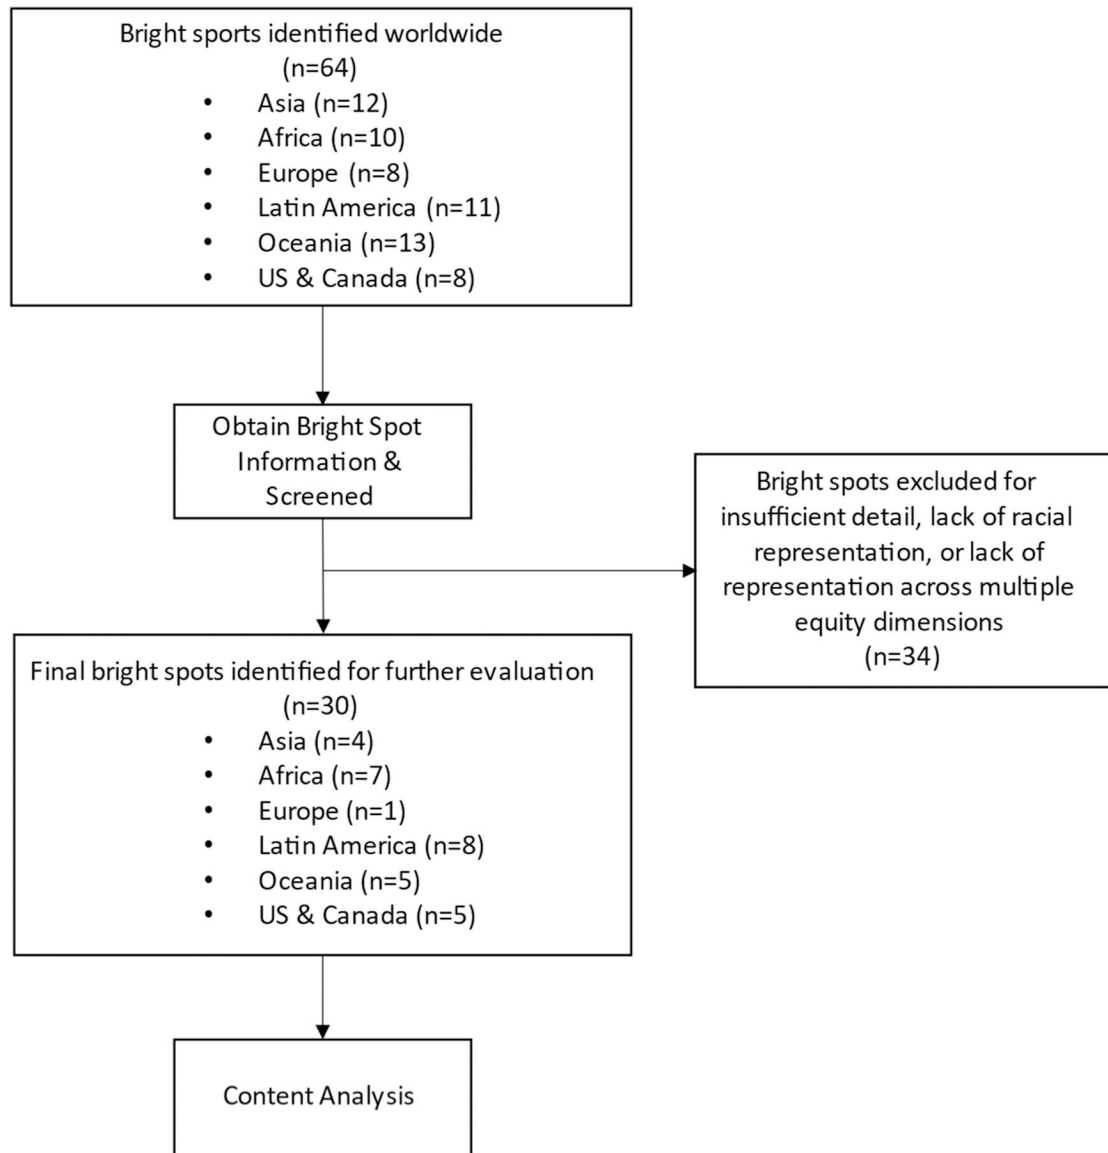 Bright sports identified worldwide
(n=64)
• Asia (n=12)
• Africa (n=10)
• Europe (n=8)
• Latin America (n=11)
• Oceania (n=13)
• US & Canada (n=8)
Obtain Bright Spot
Information &
Screened
Bright spots excluded for
insufficient detail, lack of racial
representation, or lack of
representation across multiple
equity dimensions
(n=34)
Final bright spots identified for further evaluation
(n=30)
• Asia (n=4)
• Africa (n=7)
• Europe (n=1)
• Latin America (n=8)
• Oceania (n=5)
• US & Canada (n=5)
Content Analysis